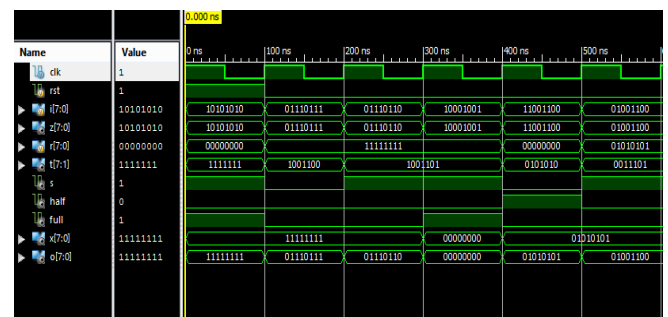 0.000 ns
Name Value 0 ns 100 ns 200 ns 300 ns 400 ns 500 ns
clk 1
rst 1
i[7:0] 10101010 10101010 01110111 01110110 10001001 11001100 01001100
z[7:0] 10101010 10101010 01110111 01110110 10001001 11001100 01001100
r[7:0] 00000000 00000000 11111111 00000000 01010101
t[7:1] 1111111 1111111 1001100 1001101 0101010 0011101
s 1
half 0
full 1
x[7:0] 11111111 11111111 00000000 01010101
o[7:0] 11111111 11111111 01110111 01110110 00000000 01010101 01001100